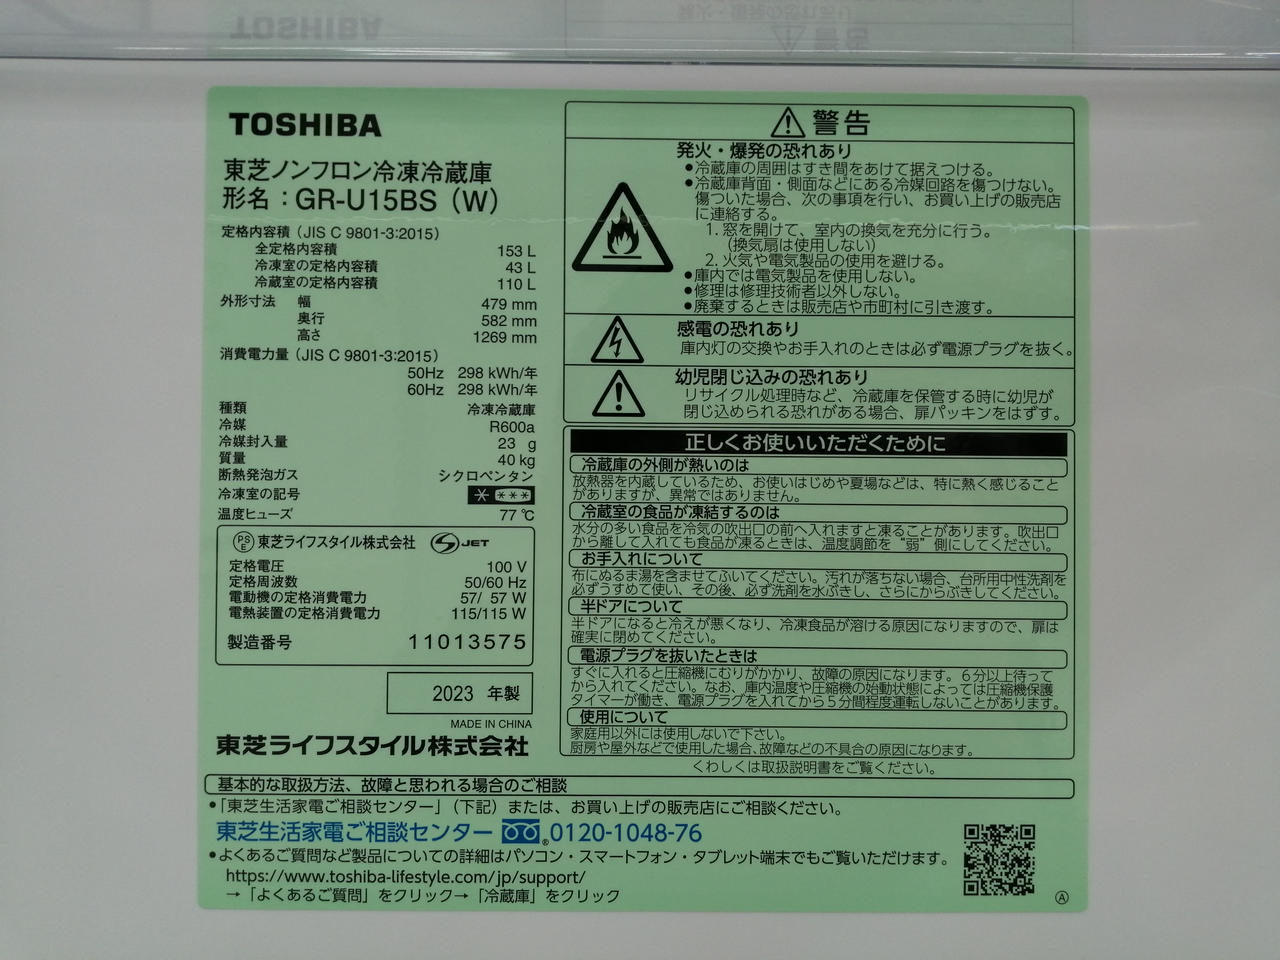 TOSHIBA
東芝ノンフロン冷凍冷蔵庫
形名：GR-U15BS（W）
定格内容積（JIS C 9801-3:2015）
全定格内容積 153 L
冷凍室の定格内容積 43 L
冷蔵室の定格内容積 110 L
外形寸法 幅 479 mm
奥行 582 mm
高さ 1269 mm
消費電力量（JIS C 9801-3:2015）
50Hz 298 kWh/年
60Hz 298 kWh/年
種類 冷凍冷蔵庫
冷媒 R600a
冷媒封入量 23 g
質量 40 kg
断熱発泡ガス シクロペンタン
冷凍室の記号 * ***
温度ヒューズ 77 ℃
PS E 東芝ライフスタイル株式会社 JET
定格電圧 100 V
定格周波数 50/60 Hz
電動機の定格消費電力 57/ 57 W
電熱装置の定格消費電力 115/115 W
製造番号 11013575
2023 年製
MADE IN CHINA
東芝ライフスタイル株式会社
警告
発火・爆発の恐れあり
●冷蔵庫の周囲はすき間をあけて据えつける。
●冷蔵庫背面・側面などにある冷媒回路を傷つけない。
傷ついた場合、次の事項を行い、お買い上げの販売店
に連絡する。
1. 窓を開けて、室内の換気を充分に行う。
（換気扇は使用しない）
2. 火気や電気製品の使用を避ける。
●庫内では電気製品を使用しない。
●修理は修理技術者以外しない。
●廃棄するときは販売店や市町村に引き渡す。
感電の恐れあり
庫内灯の交換やお手入れのときは必ず電源プラグを抜く。
幼児閉じ込みの恐れあり
リサイクル処理時など、冷蔵庫を保管する時に幼児が
閉じ込められる恐れがある場合、扉パッキンをはずす。
正しくお使いいただくために
冷蔵庫の外側が熱いのは
放熱器を内蔵しているため、お使いはじめや夏場などは、特に熱く感じること
がありますが、異常ではありません。
冷蔵室の食品が凍結するのは
水分の多い食品を冷気の吹出口の前へ入れますと凍ることがあります。吹出口
から離して入れても食品が凍るときは、温度調節を“弱”側にしてください。
お手入れについて
布にぬるま湯を含ませてふいてください。汚れが落ちない場合、台所用中性洗剤を
必ずうすめて使い、その後、必ず洗剤を水ぶきし、さらにからぶきしてください。
半ドアについて
半ドアになると冷えが悪くなり、冷凍食品が溶ける原因になりますので、扉は
確実に閉めてください。
電源プラグを抜いたときは
すぐに入れると圧縮機にむりがかかり、故障の原因になります。6分以上待って
から入れてください。なお、庫内温度や圧縮機の始動状態によっては圧縮機保護
タイマーが働き、電源プラグを入れてから5分間程度運転しないことがあります。
使用について
家庭用以外には使用しないで下さい。
厨房や屋外などで使用した場合、故障などの不具合の原因になります。
くわしくは取扱説明書をご覧ください。
基本的な取扱方法、故障と思われる場合のご相談
●「東芝生活家電ご相談センター」（下記）または、お買い上げの販売店にご相談ください。
東芝生活家電ご相談センター 0120-1048-76
●よくあるご質問など製品についての詳細はパソコン・スマートフォン・タブレット端末でもご覧いただけます。
https://www.toshiba-lifestyle.com/jp/support/
→「よくあるご質問」をクリック→「冷蔵庫」をクリック
Ⓐ